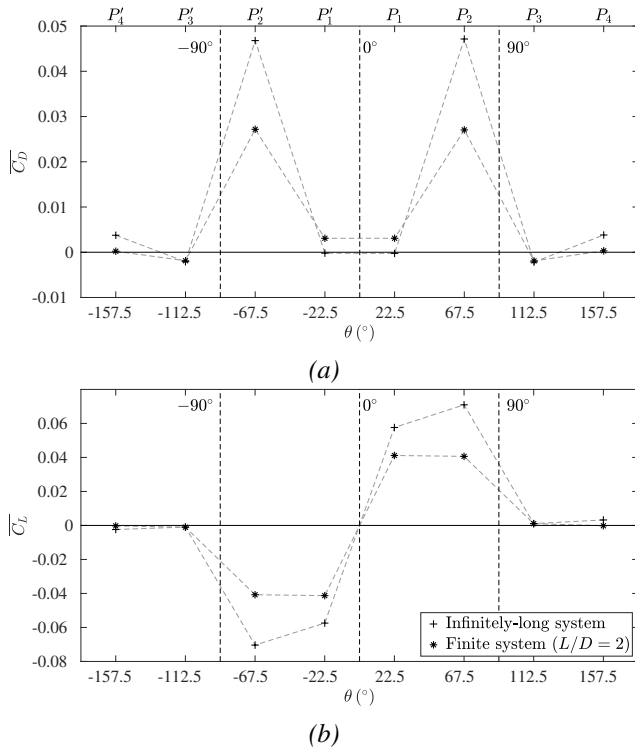 P′₄ P′₃ P′₂ P′₁ P₁ P₂ P₃ P₄
0.05
−90° 0° 90°
0.04
0.03
0.02
0.01
0
-0.01
C̅_D̅
-157.5 -112.5 -67.5 -22.5 22.5 67.5 112.5 157.5
θ (°)
(a)
−90° 0° 90°
0.06
0.04
0.02
0
-0.02
-0.04
-0.06
-0.08
C̅_L̅
Infinitely-long system
Finite system (L/D = 2)
-157.5 -112.5 -67.5 -22.5 22.5 67.5 112.5 157.5
θ (°)
(b)